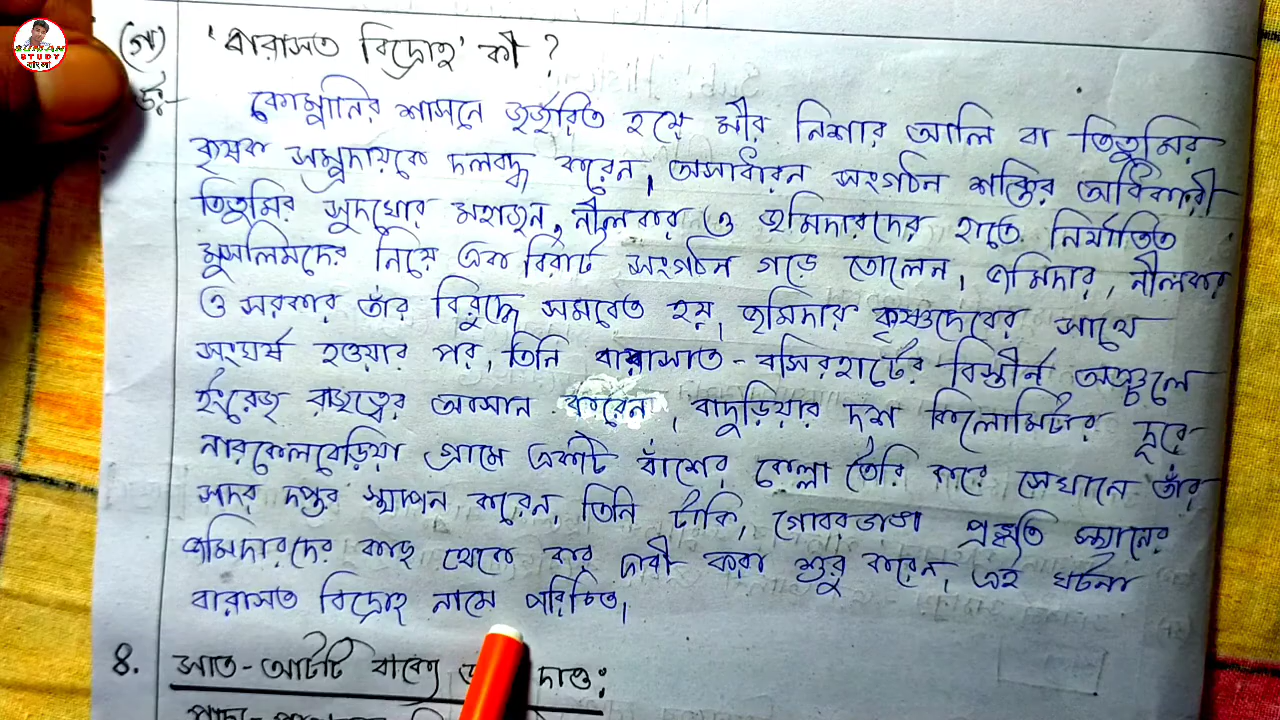 SUMAN
STUDY
বাংলা
(গ) 'বারাসত বিদ্রোহ' কী ?
উঃ- কোম্পানির শাসনে জর্জরিত হয়ে মীর নিশার আলি বা তিতুমির
কৃষক সম্প্রদায়কে দলবদ্ধ করেন, অসাধারন সংগঠন শক্তির অধিকারী
তিতুমির সুদখোর মহাজন, নীলকর ও জমিদারদের হাতে নির্যাতিত
মুসলিমদের নিয়ে এক বিরাট সংগঠন গড়ে তোলেন, জমিদার, নীলকর
ও সরকার তাঁর বিরুদ্ধে সমবেত হয়, জমিদার কৃষ্ণদেবের সাথে
সংঘর্ষ হওয়ার পর, তিনি বারাসাত - বসিরহাটের বিস্তীর্ন অঞ্চলে
ইংরেজ রাজত্বের অবসান করেন, বাদুড়িয়ার দশ কিলোমিটার দূরে
নারকেলবেড়িয়া গ্রামে একটি বাঁশের কেল্লা তৈরি করে সেখানে তাঁর
সদর দপ্তর স্থাপন করেন, তিনি টাকি, গোবরডাঙা প্রভৃতি স্থানের
জমিদারদের কাছ থেকে কর দাবী করা শুরু করেন, এই ঘটনা
বারাসত বিদ্রোহ নামে পরিচিত,
8. সাত-আটটি বাক্যে দাও: